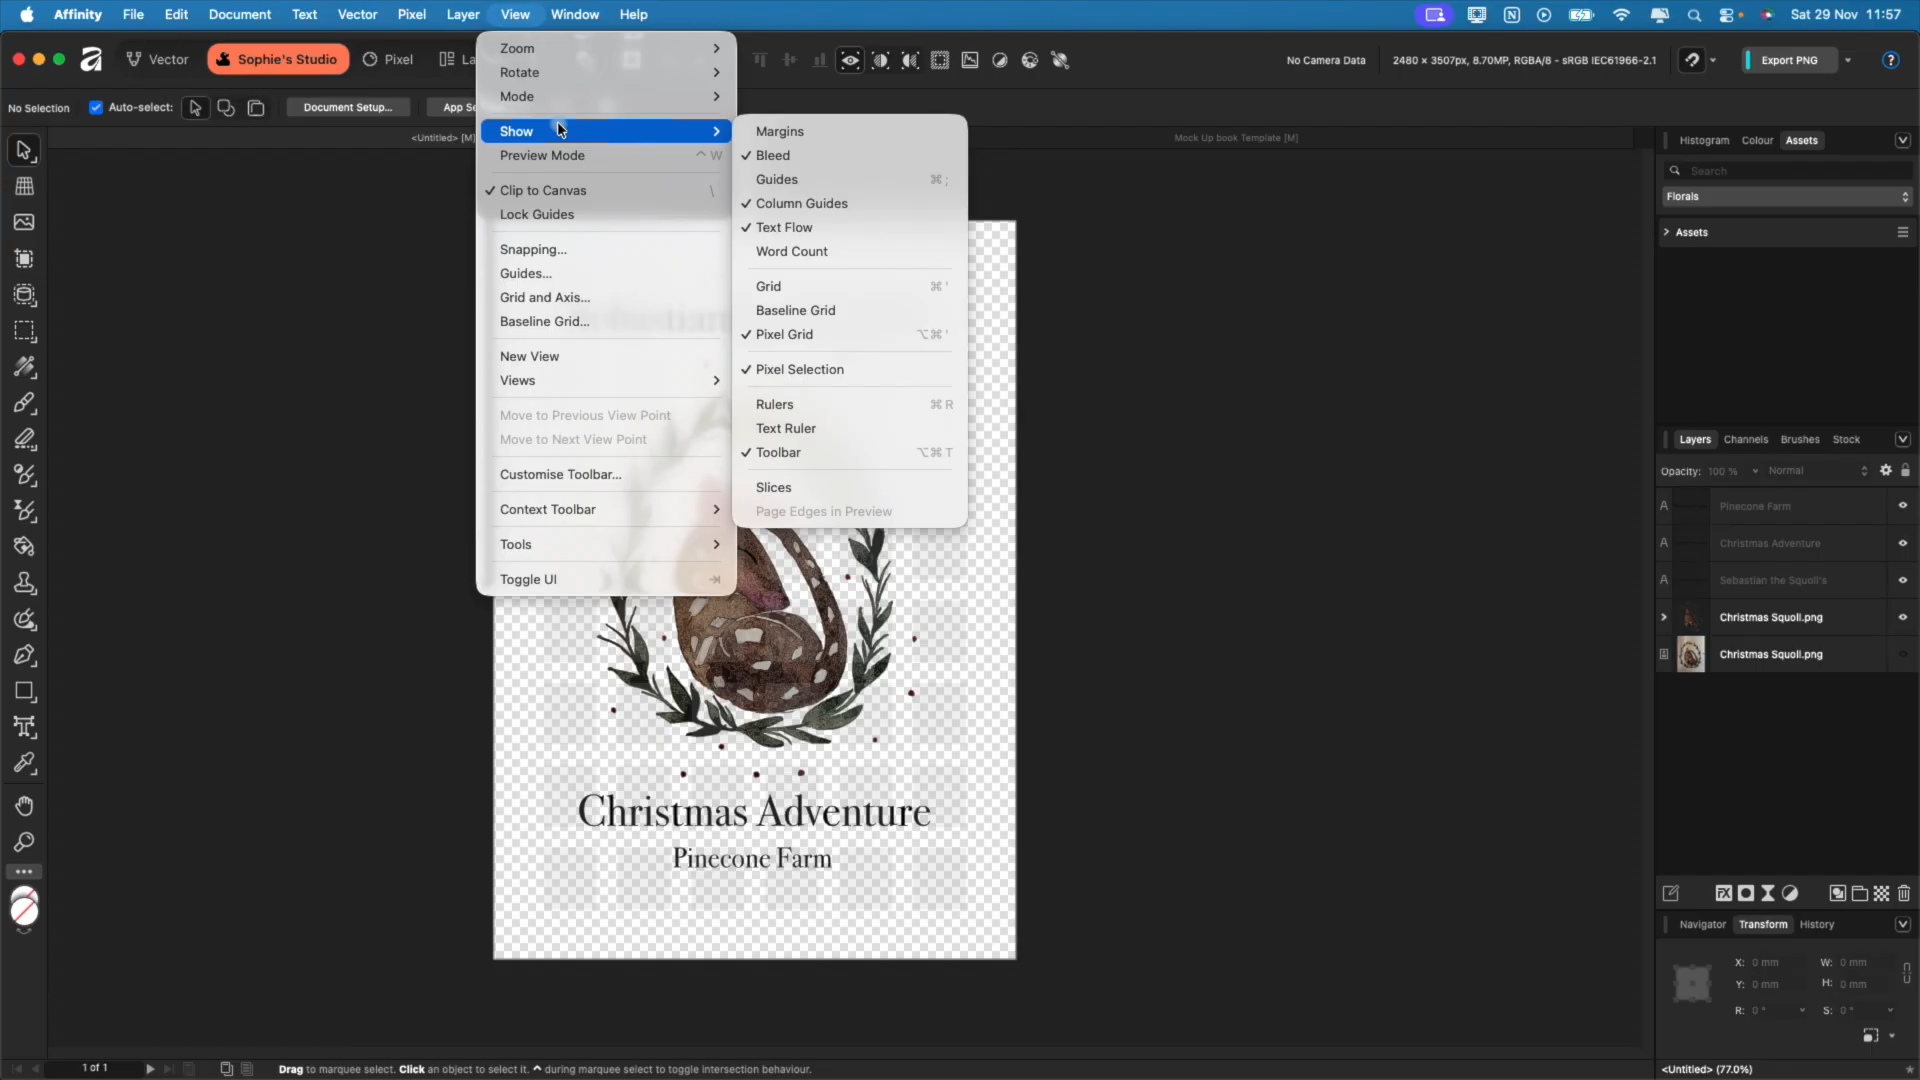 Affinity File Edit Document Text Vector Pixel Layer View Window Help Sat 29 Nov 11:57
Vector Sophie's Studio Pixel La No Camera Data 2480 × 3507px, 8.70MP, RGBA/8 - sRGB IEC61966-2.1 Export PNG
No Selection Auto-select: Document Setup... App Se
<Untitled> [M] Mock Up book Template [M]
Zoom
Rotate
Mode
Show
Preview Mode ^ W
Clip to Canvas \
Lock Guides
Snapping...
Guides...
Grid and Axis...
Baseline Grid...
New View
Views
Move to Previous View Point
Move to Next View Point
Customise Toolbar...
Context Toolbar
Tools
Toggle UI
Margins
Bleed
Guides ⌘ ;
Column Guides
Text Flow
Word Count
Grid ⌘ '
Baseline Grid
Pixel Grid ⌥⌘ '
Pixel Selection
Rulers ⌘ R
Text Ruler
Toolbar ⌥⌘ T
Slices
Page Edges in Preview
Christmas Adventure
Pinecone Farm
Histogram Colour Assets
Search
Florals
Assets
Layers Channels Brushes Stock
Opacity: 100 % Normal
A Pinecone Farm
A Christmas Adventure
A Sebastian the Squoll's
Christmas Squoll.png
Christmas Squoll.png
FX
Navigator Transform History
X: 0 mm W: 0 mm
Y: 0 mm H: 0 mm
R: 0 ° S: 0 °
1 of 1 Drag to marquee select. Click an object to select it. ^ during marquee select to toggle intersection behaviour. <Untitled> (77.0%)